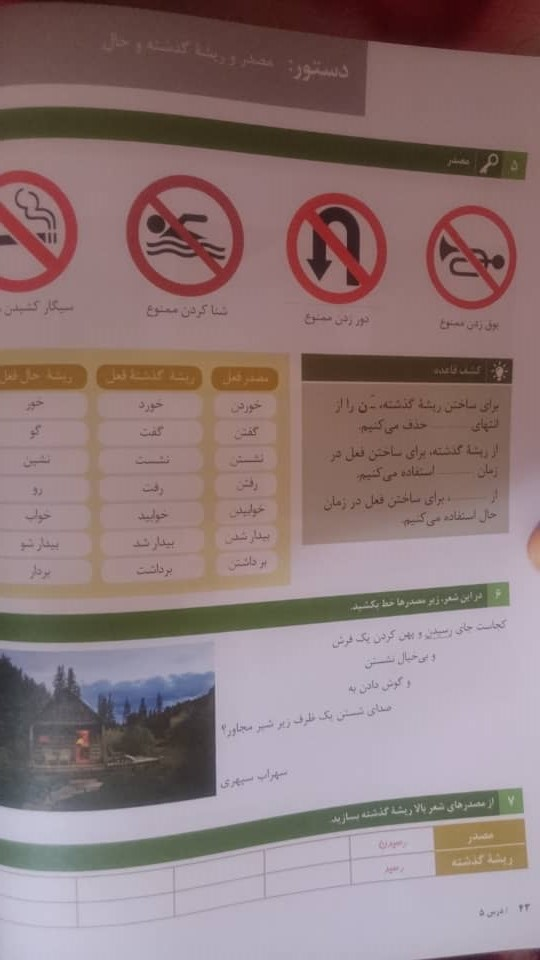 دستور: مصدر و ریشهٔ گذشته و حال
۵ مصدر
بوق زدن ممنوع
دور زدن ممنوع
شنا کردن ممنوع
سیگار کشیدن
کشف قاعده
برای ساختن ریشهٔ گذشته، ـَ ن را از
انتهای ......... حذف می‌کنیم.
از ریشهٔ گذشته، برای ساختن فعل در
زمان ......... استفاده می‌کنیم.
از ......... ، برای ساختن فعل در زمان
حال استفاده می‌کنیم.
مصدر فعل ریشهٔ گذشتهٔ فعل ریشهٔ حال فعل
خوردن خورد خور
گفتن گفت گو
نشستن نشست نشین
رفتن رفت رو
خوابیدن خوابید خواب
بیدار شدن بیدار شد بیدار شو
برداشتن برداشت بردار
۶ در این شعر، زیر مصدرها خط بکشید.
کجاست جای رسیدن و پهن کردن یک فرش
و بی‌خیال نشستن
و گوش دادن به
صدای شستن یک ظرف زیر شیر مجاور؟
سهراب سپهری
۷ از مصدرهای شعر بالا ریشهٔ گذشته بسازید.
مصدر رسیدن
ریشهٔ گذشته رسید
۴۳ / درس ۵